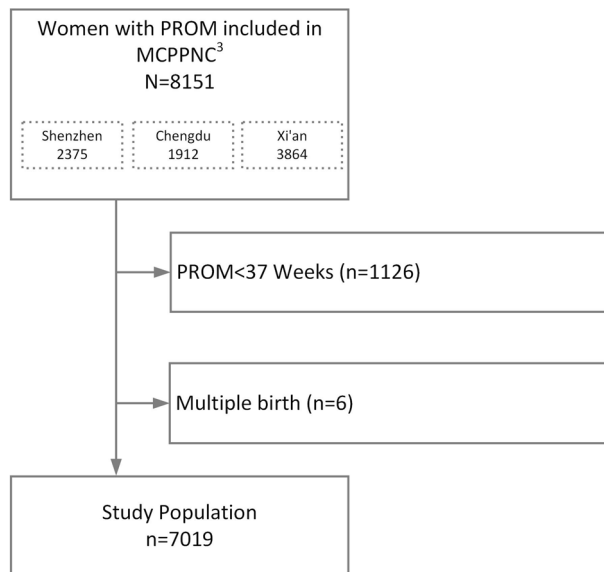 Women with PROM included in
MCPPNC³
N=8151
Shenzhen
2375
Chengdu
1912
Xi'an
3864
PROM<37 Weeks (n=1126)
Multiple birth (n=6)
Study Population
n=7019